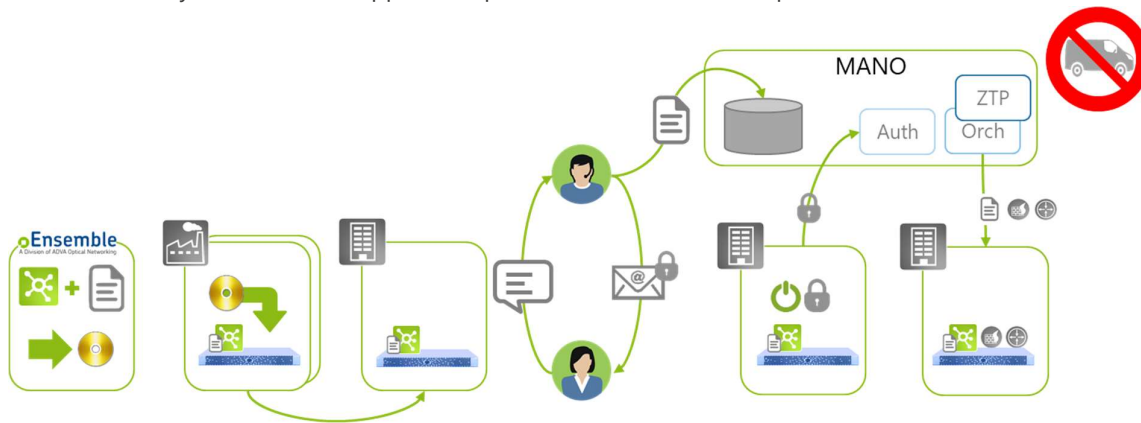 MANO
ZTP
Auth
Orch
Ensemble
A Division of ADVA Optical Networking
@